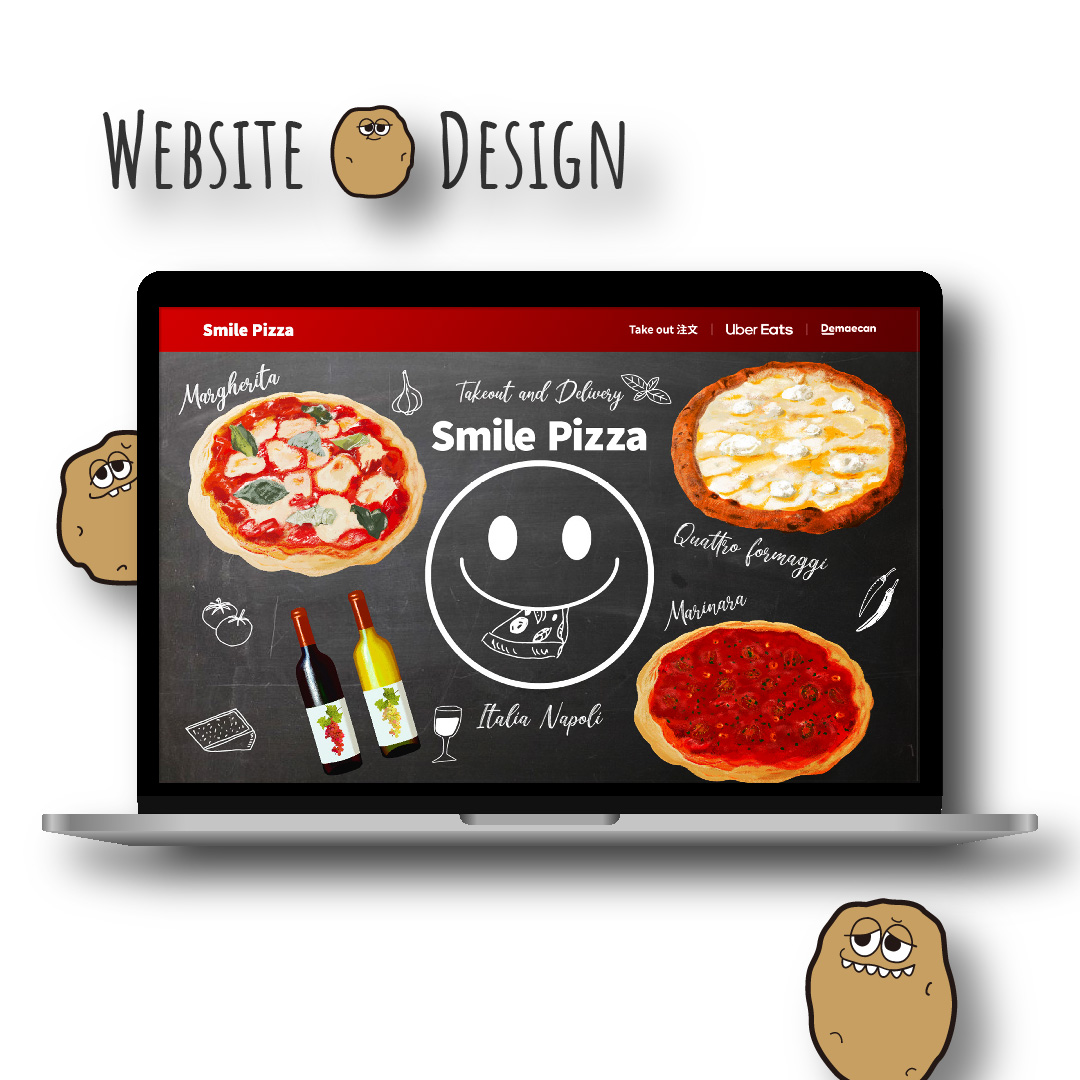 Website Design
Smile Pizza
Take out 注文 | Uber Eats | Demaecan
Margherita
Takeout and Delivery
Smile Pizza
Quattro formaggi
Marinara
Italia Napoli